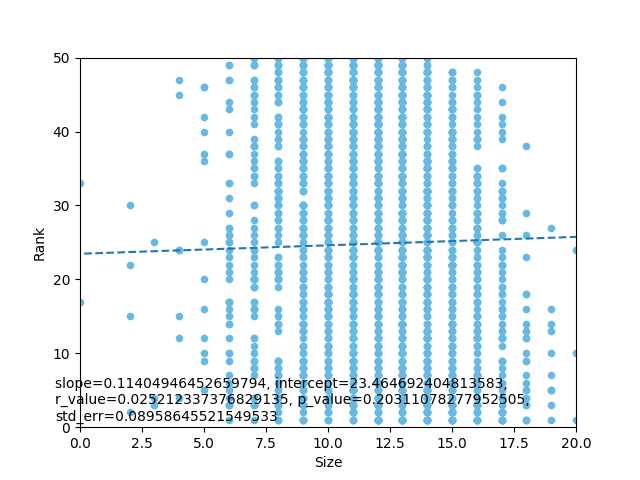 50
40
30
20
10
0
Rank
slope=0.11404946452659794, intercept=23.464692404813583,
r_value=0.025212337376829135, p_value=0.20311078277952505,
std_err=0.08958645521549533
0.0 2.5 5.0 7.5 10.0 12.5 15.0 17.5 20.0
Size